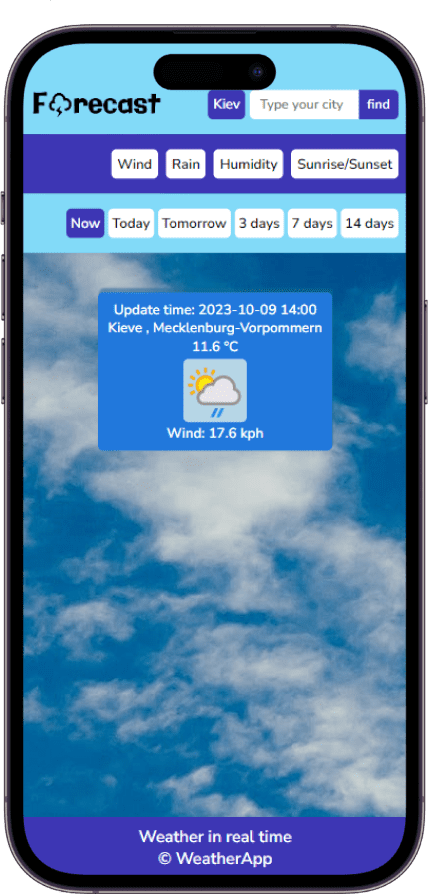 Forecast Kiev Type your city find
Wind Rain Humidity Sunrise/Sunset
Now Today Tomorrow 3 days 7 days 14 days
Update time: 2023-10-09 14:00
Kieve , Mecklenburg-Vorpommern
11.6 °C
Wind: 17.6 kph
Weather in real time
© WeatherApp